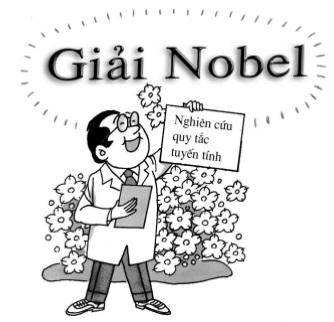 Giải Nobel
Nghiên cứu
quy tắc
tuyến tính